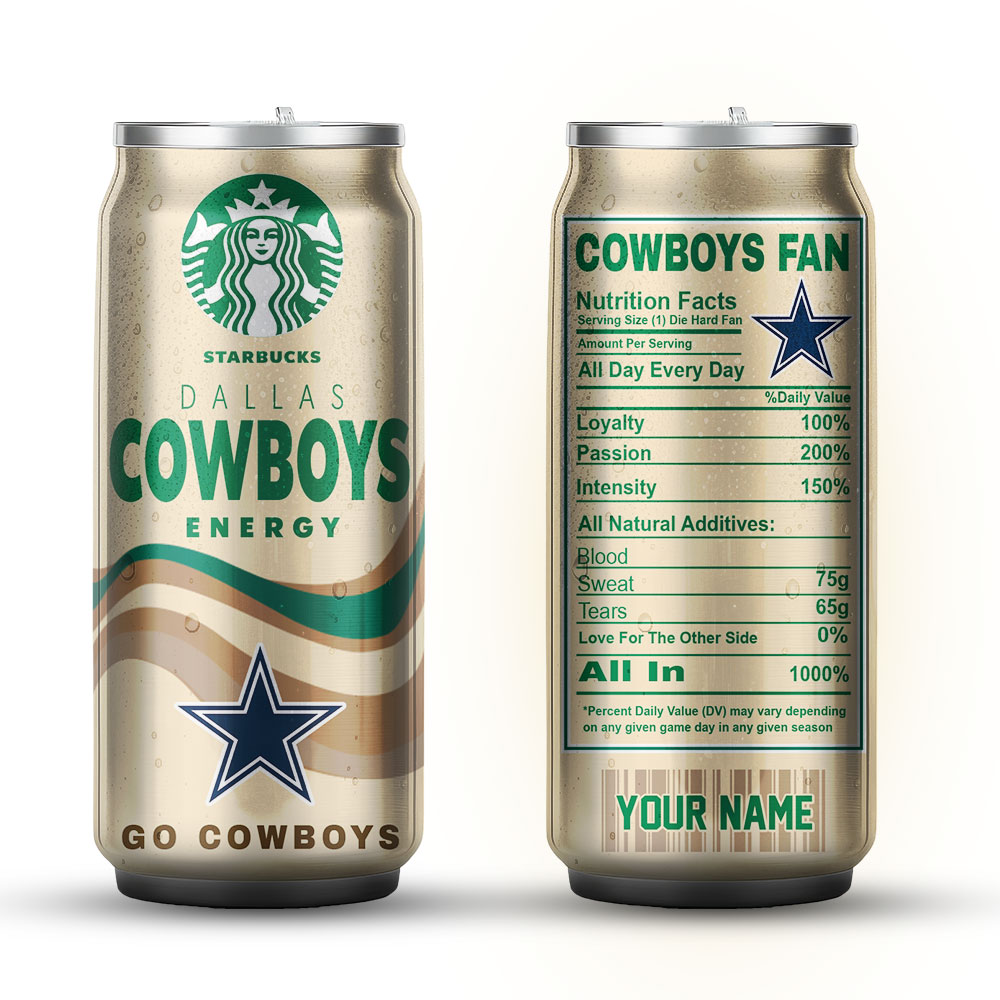 STARBUCKS
DALLAS
COWBOYS
ENERGY
GO COWBOYS
COWBOYS FAN
Nutrition Facts
Serving Size (1) Die Hard Fan
Amount Per Serving
All Day Every Day
%Daily Value
Loyalty 100%
Passion 200%
Intensity 150%
All Natural Additives:
Blood
Sweat 75g
Tears 65g
Love For The Other Side 0%
All In 1000%
*Percent Daily Value (DV) may vary depending
on any given game day in any given season
YOUR NAME